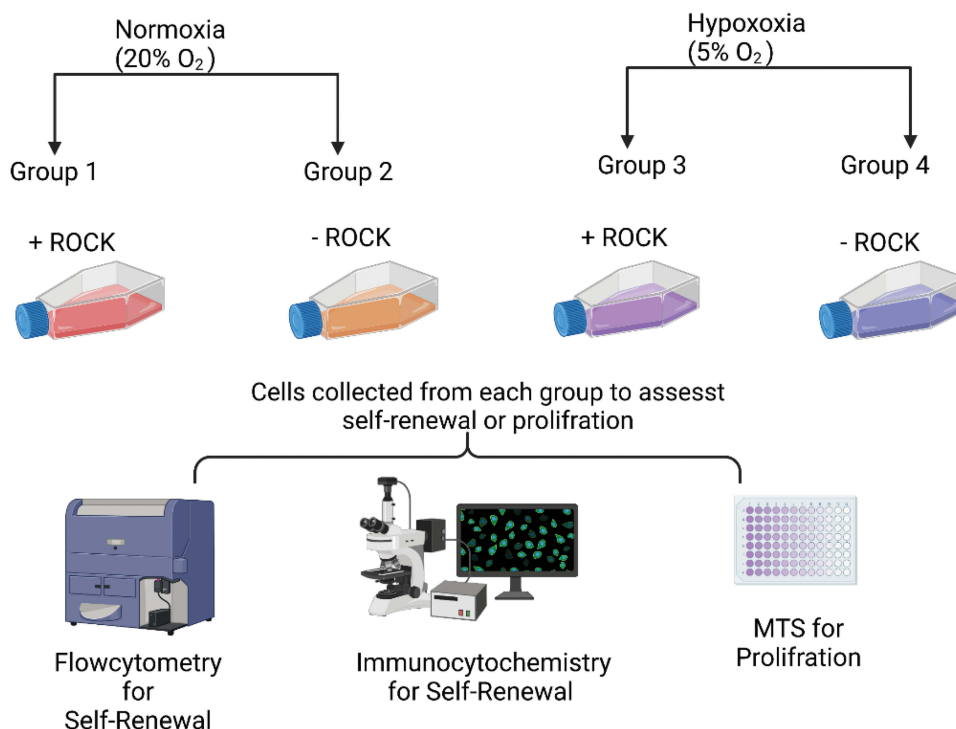 Normoxia
(20% O₂)
Hypoxoxia
(5% O₂)
Group 1
Group 2
Group 3
Group 4
+ ROCK
- ROCK
+ ROCK
- ROCK
Cells collected from each group to assesst
self-renewal or prolifration
Flowcytometry
for
Self-Renewal
Immunocytochemistry
for Self-Renewal
MTS for
Prolifration